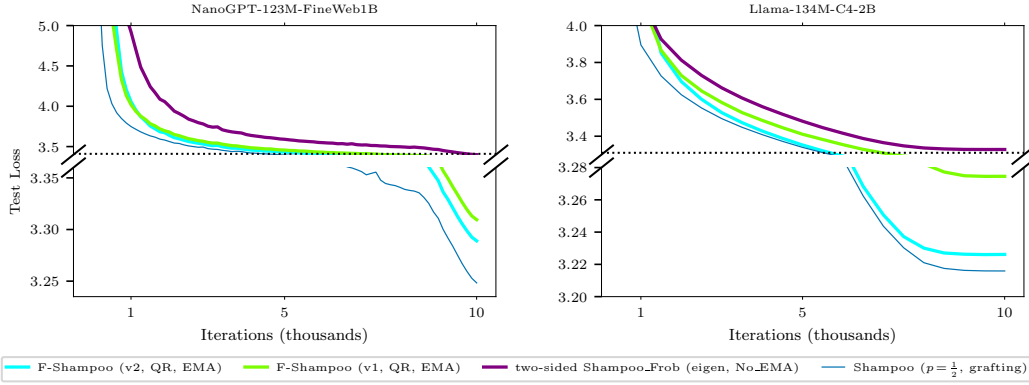 NanoGPT-123M-FineWeb1B
Llama-134M-C4-2B
5.0
4.5
4.0
3.5
3.35
3.30
3.25
Test Loss
1
5
10
Iterations (thousands)
4.0
3.8
3.6
3.4
3.28
3.26
3.24
3.22
3.20
1
5
10
Iterations (thousands)
F-Shampoo (v2, QR, EMA)
F-Shampoo (v1, QR, EMA)
two-sided Shampoo_Frob (eigen, No_EMA)
Shampoo (p = 1/2, grafting)